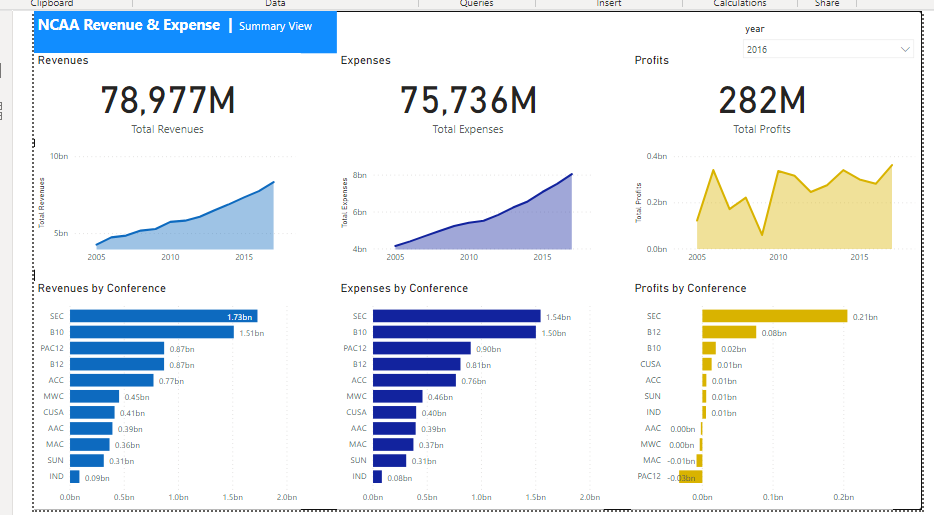 Clipboard Data Queries Insert Calculations Share
NCAA Revenue & Expense | Summary View
year
2016
Revenues
78,977M
Total Revenues
Expenses
75,736M
Total Expenses
Profits
282M
Total Profits
Total Revenues
10bn
5bn
2005 2010 2015
Total Expenses
8bn
6bn
4bn
2005 2010 2015
Total Profits
0.4bn
0.2bn
0.0bn
2005 2010 2015
Revenues by Conference
SEC 1.73bn
B10 1.51bn
PAC12 0.87bn
B12 0.87bn
ACC 0.77bn
MWC 0.45bn
CUSA 0.41bn
AAC 0.39bn
MAC 0.36bn
SUN 0.31bn
IND 0.09bn
0.0bn 0.5bn 1.0bn 1.5bn 2.0bn
Expenses by Conference
SEC 1.54bn
B10 1.50bn
PAC12 0.90bn
B12 0.81bn
ACC 0.76bn
MWC 0.46bn
CUSA 0.40bn
AAC 0.39bn
MAC 0.37bn
SUN 0.31bn
IND 0.08bn
0.0bn 0.5bn 1.0bn 1.5bn 2.0bn
Profits by Conference
SEC 0.21bn
B12 0.08bn
B10 0.02bn
CUSA 0.01bn
ACC 0.01bn
SUN 0.01bn
IND 0.01bn
AAC 0.00bn
MWC 0.00bn
MAC -0.01bn
PAC12 -0.03bn
0.0bn 0.1bn 0.2bn